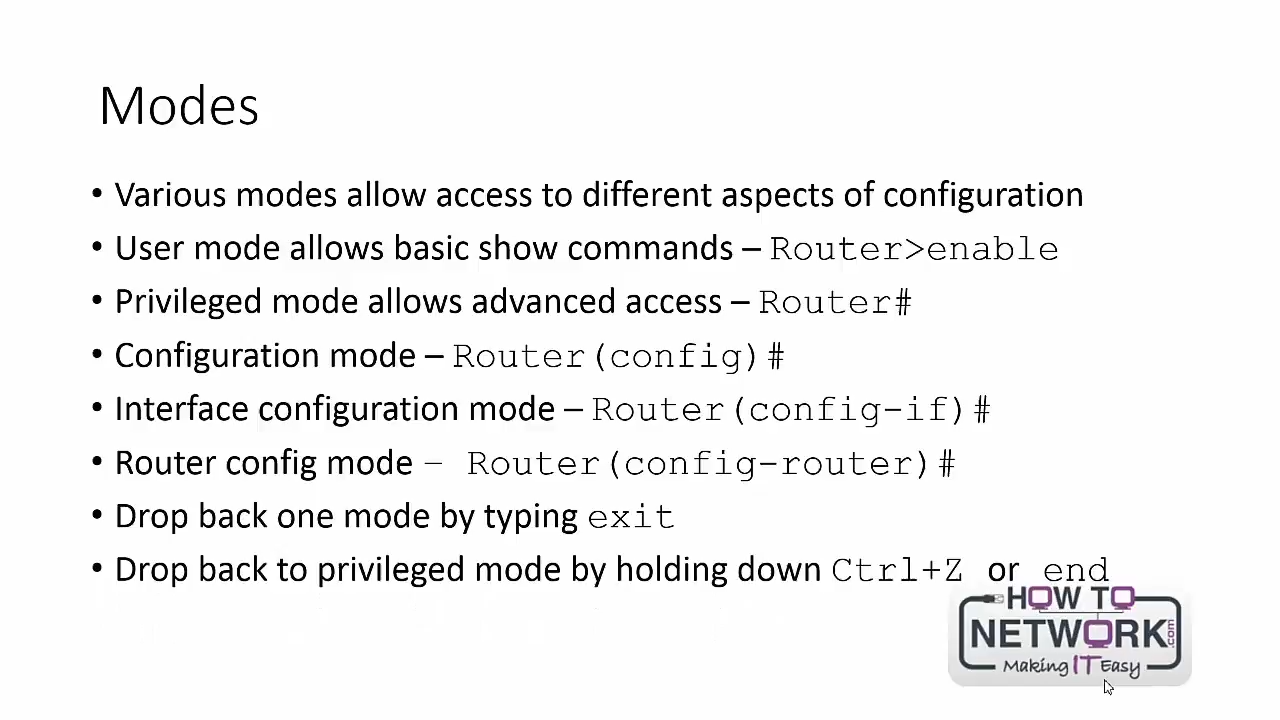 Modes
• Various modes allow access to different aspects of configuration
• User mode allows basic show commands – Router>enable
• Privileged mode allows advanced access – Router#
• Configuration mode – Router(config)#
• Interface configuration mode – Router(config-if)#
• Router config mode – Router(config-router)#
• Drop back one mode by typing exit
• Drop back to privileged mode by holding down Ctrl+Z or end
HOW TO
NETWORK.com
Making IT Easy